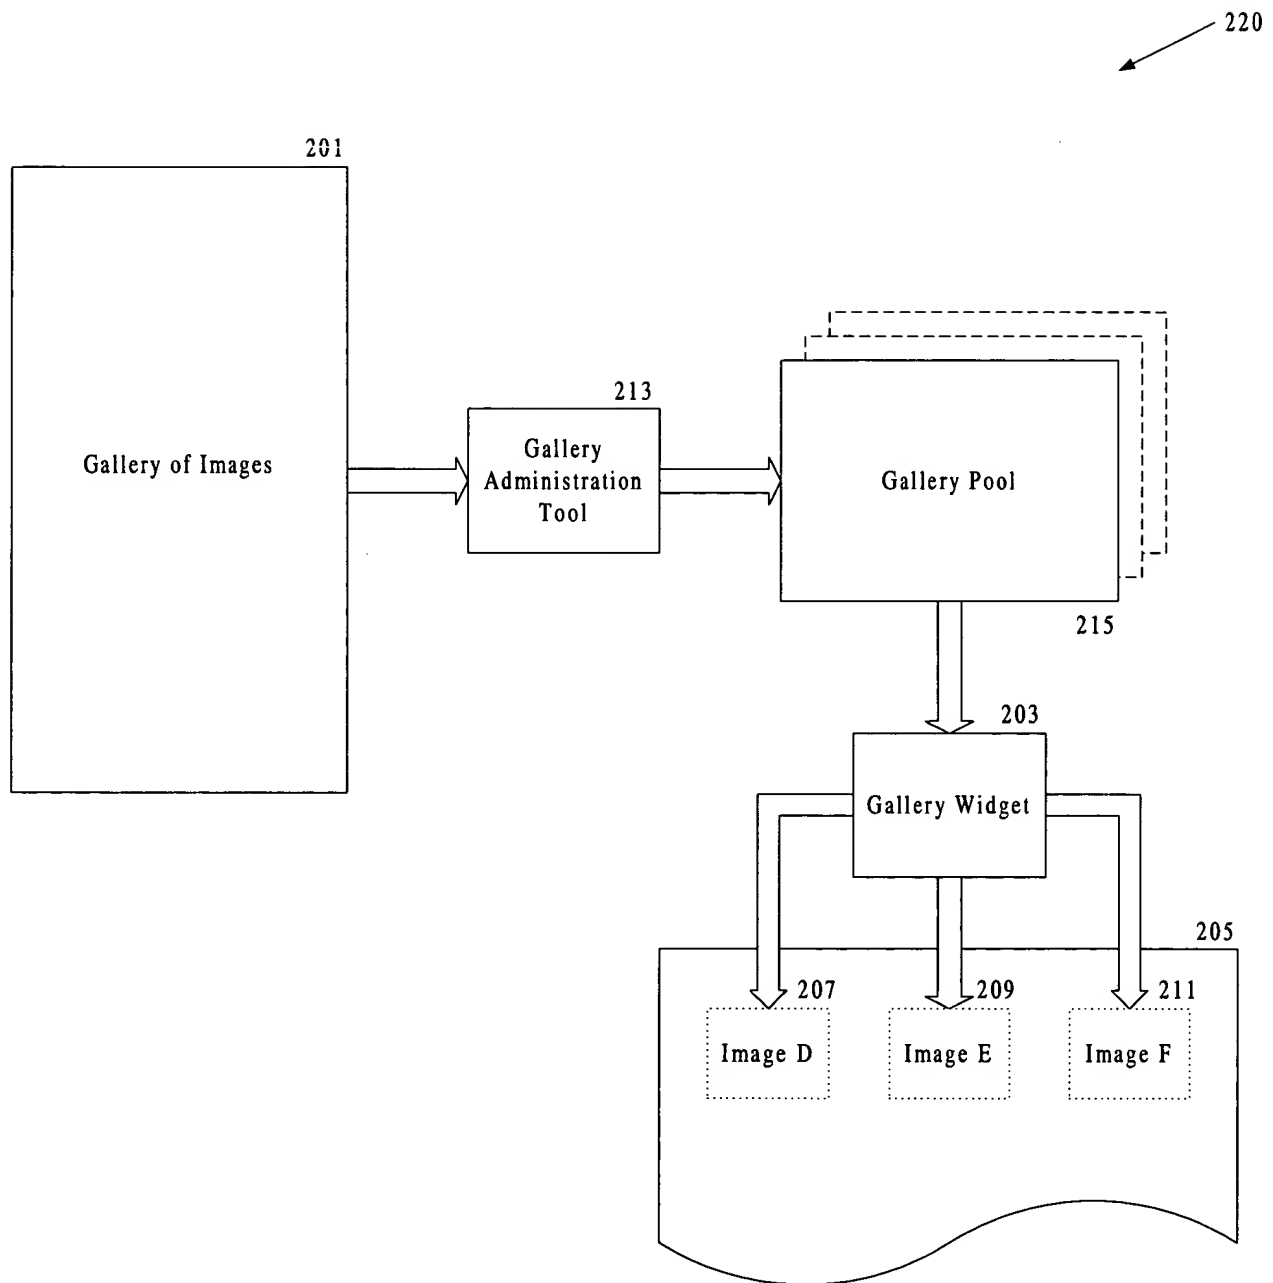 220
201
Gallery of Images
213
Gallery
Administration
Tool
Gallery Pool
215
203
Gallery Widget
205
207
209
211
Image D
Image E
Image F